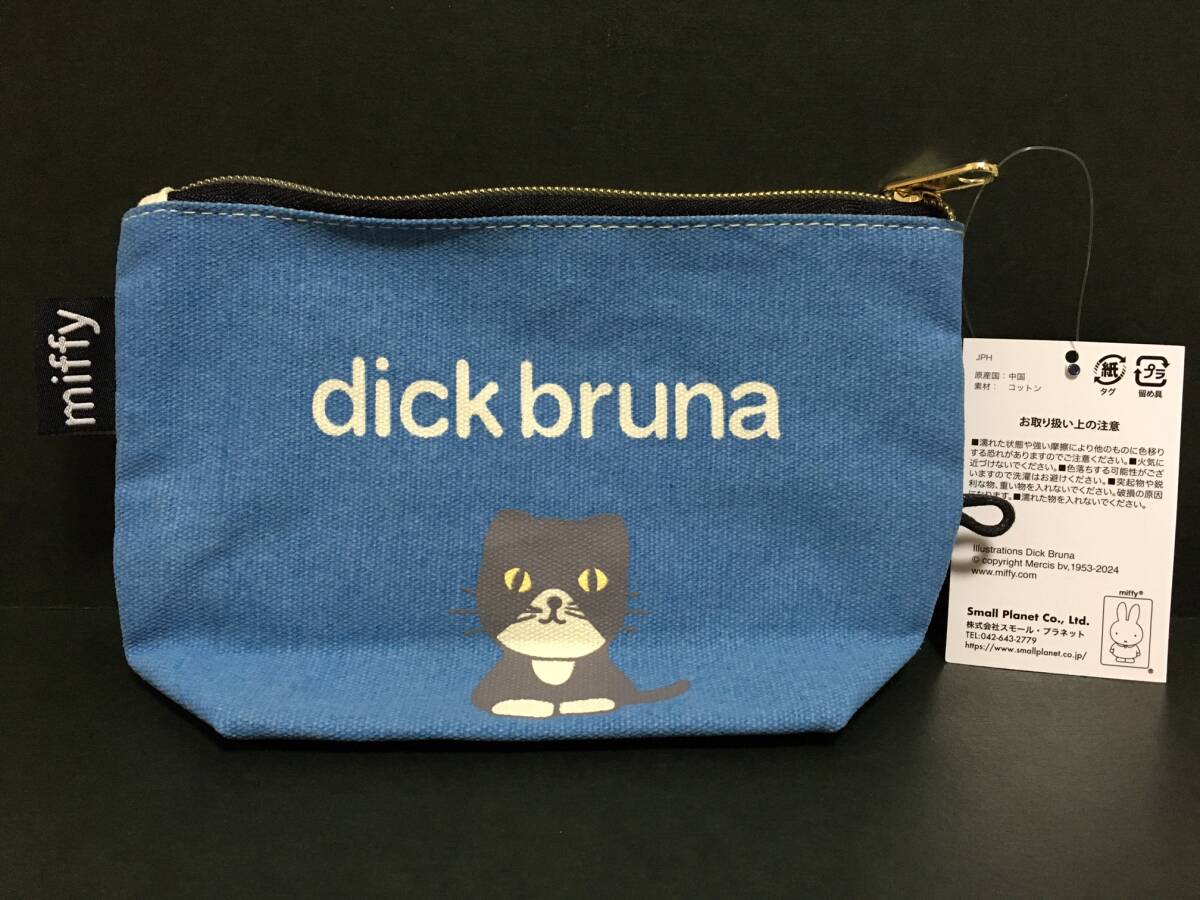 miffy
dick bruna
JPH
原産国：中国
素材： コットン
紙
タグ
プラ
留め具
お取り扱い上の注意
■濡れた状態や強い摩擦により他のものに色移り
する恐れがありますのでご注意ください。■火気に
近づけないでください。■色落ちする可能性がござ
いますので洗濯はお避けください。■突起物や鋭
利な物、重い物を入れないでください。破損の原因
になります。■濡れた物を入れないでください。
Illustrations Dick Bruna
© copyright Mercis bv,1953-2024
www.miffy.com
miffy®
Small Planet Co., Ltd.
株式会社スモール・プラネット
TEL:042-643-2779
https://www.smallplanet.co.jp/
®